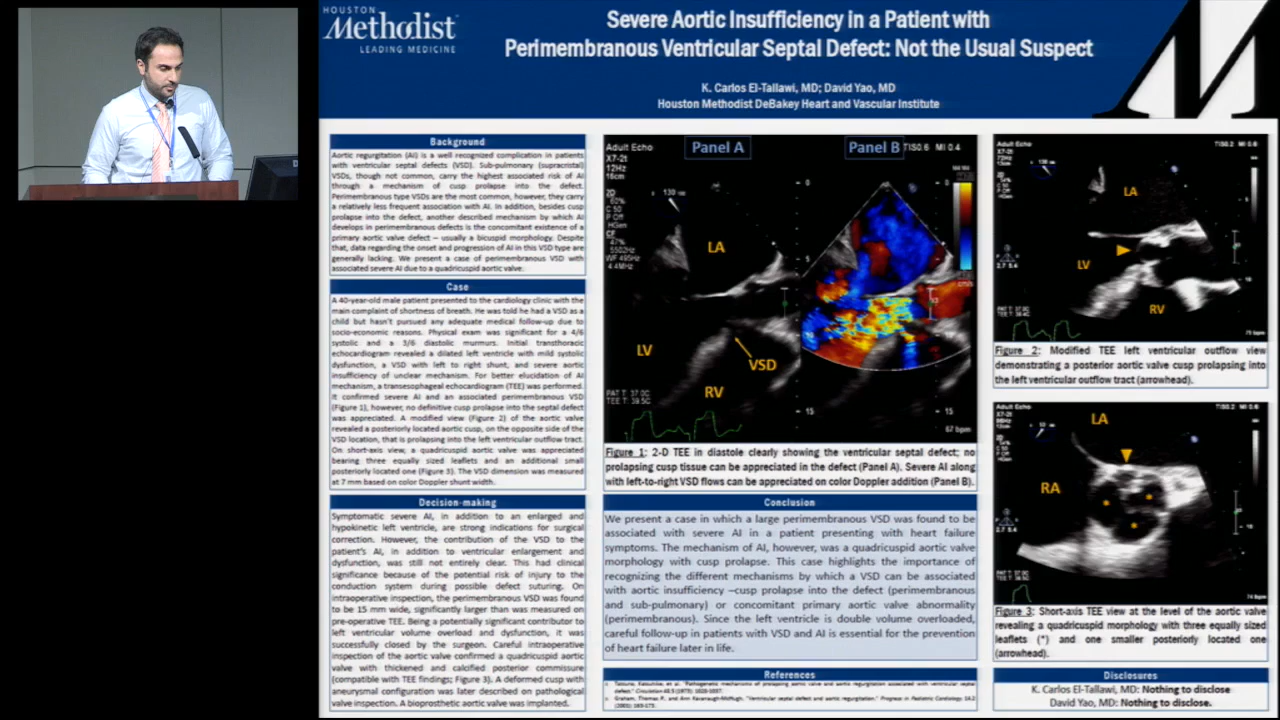 HOUSTON
Methodist
LEADING MEDICINE
Severe Aortic Insufficiency in a Patient with
Perimembranous Ventricular Septal Defect: Not the Usual Suspect
K. Carlos El-Tallawi, MD; David Yao, MD
Houston Methodist DeBakey Heart and Vascular Institute
Background
Aortic regurgitation (AI) is a well recognized complication in patients
with ventricular septal defects (VSD). Sub-pulmonary (supracristal)
VSDs, though not common, carry the highest associated risk of AI
through a mechanism of cusp prolapse into the defect.
Perimembranous type VSDs are the most common, however, they carry
a relatively less frequent association with AI. In addition, besides cusp
prolapse into the defect, another described mechanism by which AI
develops in perimembranous defects is the concomitant existence of a
primary aortic valve defect – usually a bicuspid morphology. Despite
that, data regarding the onset and progression of AI in this VSD type are
generally lacking. We present a case of perimembranous VSD with
associated severe AI due to a quadricuspid aortic valve.
Case
A 40-year-old male patient presented to the cardiology clinic with the
main complaint of shortness of breath. He was told he had a VSD as a
child but hasn't pursued any adequate medical follow-up due to
socio-economic reasons. Physical exam was significant for a 4/6
systolic and a 3/6 diastolic murmurs. Initial transthoracic
echocardiogram revealed a dilated left ventricle with mild systolic
dysfunction, a VSD with left to right shunt, and severe aortic
insufficiency of unclear mechanism. For better elucidation of AI
mechanism, a transesophageal echocardiogram (TEE) was performed.
It confirmed severe AI and an associated perimembranous VSD
(Figure 1), however, no definitive cusp prolapse into the septal defect
was appreciated. A modified view (Figure 2) of the aortic valve
revealed a posteriorly located aortic cusp, on the opposite side of the
VSD location, that is prolapsing into the left ventricular outflow tract.
On short-axis view, a quadricuspid aortic valve was appreciated
bearing three equally sized leaflets and an additional small
posteriorly located one (Figure 3). The VSD dimension was measured
at 7 mm based on color Doppler shunt width.
Decision-making
Symptomatic severe AI, in addition to an enlarged and
hypokinetic left ventricle, are strong indications for surgical
correction. However, the contribution of the VSD to the
patient's AI, in addition to ventricular enlargement and
dysfunction, was still not entirely clear. This had clinical
significance because of the potential risk of injury to the
conduction system during possible defect suturing. On
intraoperative inspection, the perimembranous VSD was found
to be 15 mm wide, significantly larger than was measured on
pre-operative TEE. Being a potentially significant contributor to
left ventricular volume overload and dysfunction, it was
successfully closed by the surgeon. Careful intraoperative
inspection of the aortic valve confirmed a quadricuspid aortic
valve with thickened and calcified posterior commissure
(compatible with TEE findings; Figure 3). A deformed cusp with
aneurysmal configuration was later described on pathological
valve inspection. A bioprosthetic aortic valve was implanted.
Adult Echo
X7-2t
12Hz
16cm
Panel A
Panel B
TIS0.6 MI 0.4
130
LA
LV
RV
VSD
0
5
15
0
15
PAT T: 37.0C
TEE T: 39.5C
67 bpm
Figure 1: 2-D TEE in diastole clearly showing the ventricular septal defect; no
prolapsing cusp tissue can be appreciated in the defect (Panel A). Severe AI along
with left-to-right VSD flows can be appreciated on color Doppler addition (Panel B).
Conclusion
We present a case in which a large perimembranous VSD was found to be
associated with severe AI in a patient presenting with heart failure
symptoms. The mechanism of AI, however, was a quadricuspid aortic valve
morphology with cusp prolapse. This case highlights the importance of
recognizing the different mechanisms by which a VSD can be associated
with aortic insufficiency –cusp prolapse into the defect (perimembranous
and sub-pulmonary) or concomitant primary aortic valve abnormality
(perimembranous). Since the left ventricle is double volume overloaded,
careful follow-up in patients with VSD and AI is essential for the prevention
of heart failure later in life.
References
Adult Echo
X7-2t
LA
LV
RV
Figure 2: Modified TEE left ventricular outflow view
demonstrating a posterior aortic valve cusp prolapsing into
the left ventricular outflow tract (arrowhead).
Adult Echo
X7-2t
LA
RA
Figure 3: Short-axis TEE view at the level of the aortic valve
revealing a quadricuspid morphology with three equally sized
leaflets (*) and one smaller posteriorly located one
(arrowhead).
Disclosures
K. Carlos El-Tallawi, MD: Nothing to disclose
David Yao, MD: Nothing to disclose.